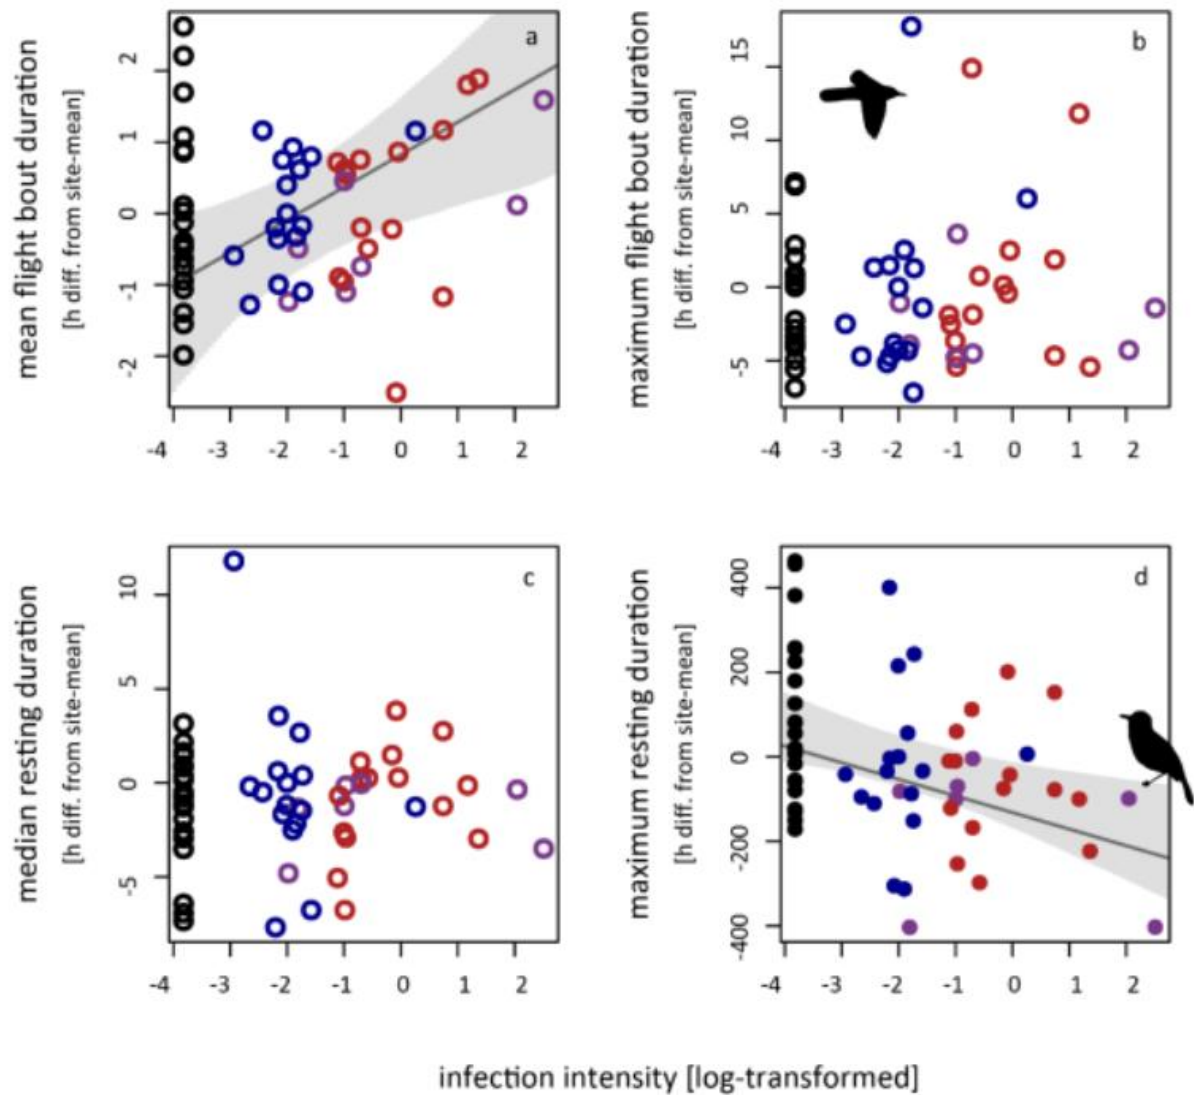 mean flight bout duration
[h diff. from site-mean]
2
1
0
-1
-2
a
-4 -3 -2 -1 0 1 2
maximum flight bout duration
[h diff. from site-mean]
15
10
5
0
-5
b
-4 -3 -2 -1 0 1 2
median resting duration
[h diff. from site-mean]
10
5
0
-5
c
-4 -3 -2 -1 0 1 2
maximum resting duration
[h diff. from site-mean]
400
200
0
-200
-400
d
-4 -3 -2 -1 0 1 2
infection intensity [log-transformed]